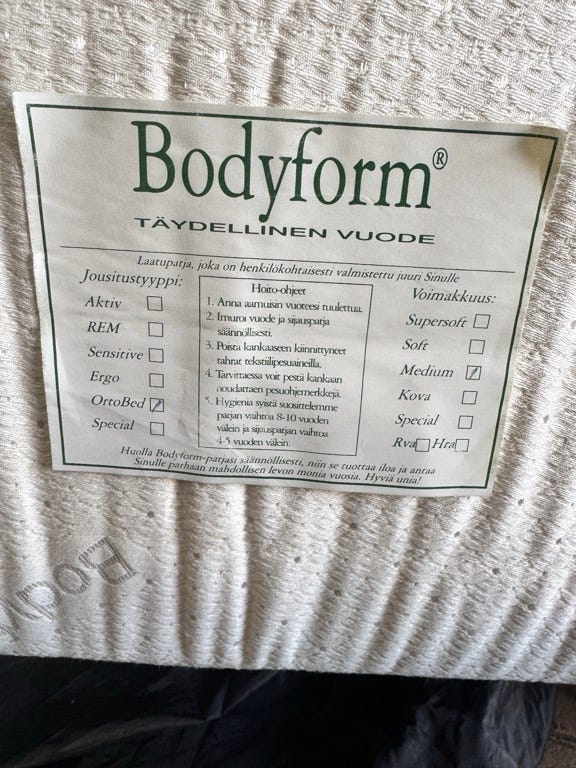 Bodyform®
TÄYDELLINEN VUODE
Laatupatja, joka on henkilökohtaisesti valmistettu juuri Sinulle
Jousitustyyppi:
Aktiv
REM
Sensitive
Ergo
OrtoBed
Special
Hoito-ohjeet
1. Anna aamuisin vuoteesi tuulettua.
2. Imuroi vuode ja sijauspatja
säännöllisesti.
3. Poista kankaaseen kiinnittyneet
tahrat tekstiilipesuaineilla.
4. Tarvittaessa voit pestä kankaan
noudattaen pesuohjemerkkejä.
5. Hygienia syistä suosittelemme
patjan vaihtoa 8-10 vuoden
välein ja sijauspatjan vaihtoa
4-5 vuoden välein.
Voimakkuus:
Supersoft
Soft
Medium
Kova
Special
Rva Hra
Huolla Bodyform-patjasi säännöllisesti, niin se tuottaa iloa ja antaa
Sinulle parhaan mahdollisen levon monia vuosia. Hyviä unia!
Body